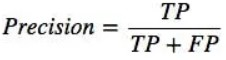 Precision = TP / (TP + FP)